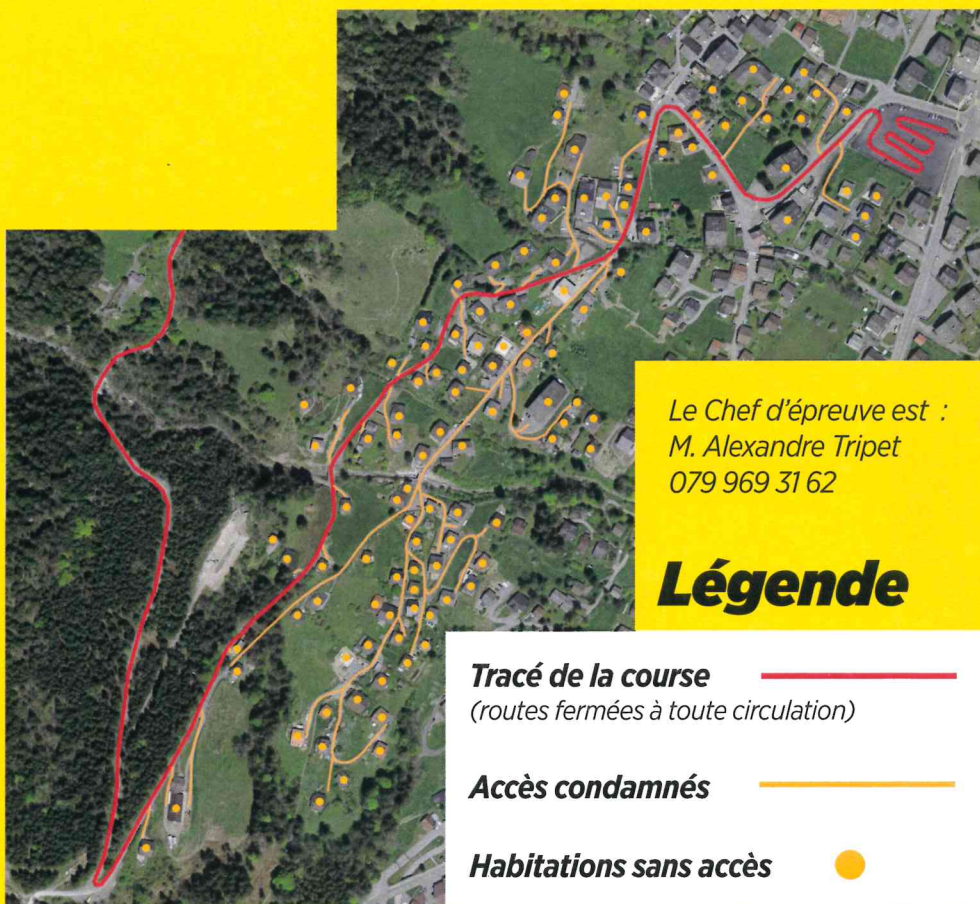 Le Chef d'épreuve est :
M. Alexandre Tripet
079 969 31 62
Légende
Tracé de la course
(routes fermées à toute circulation)
Accès condamnés
Habitations sans accès